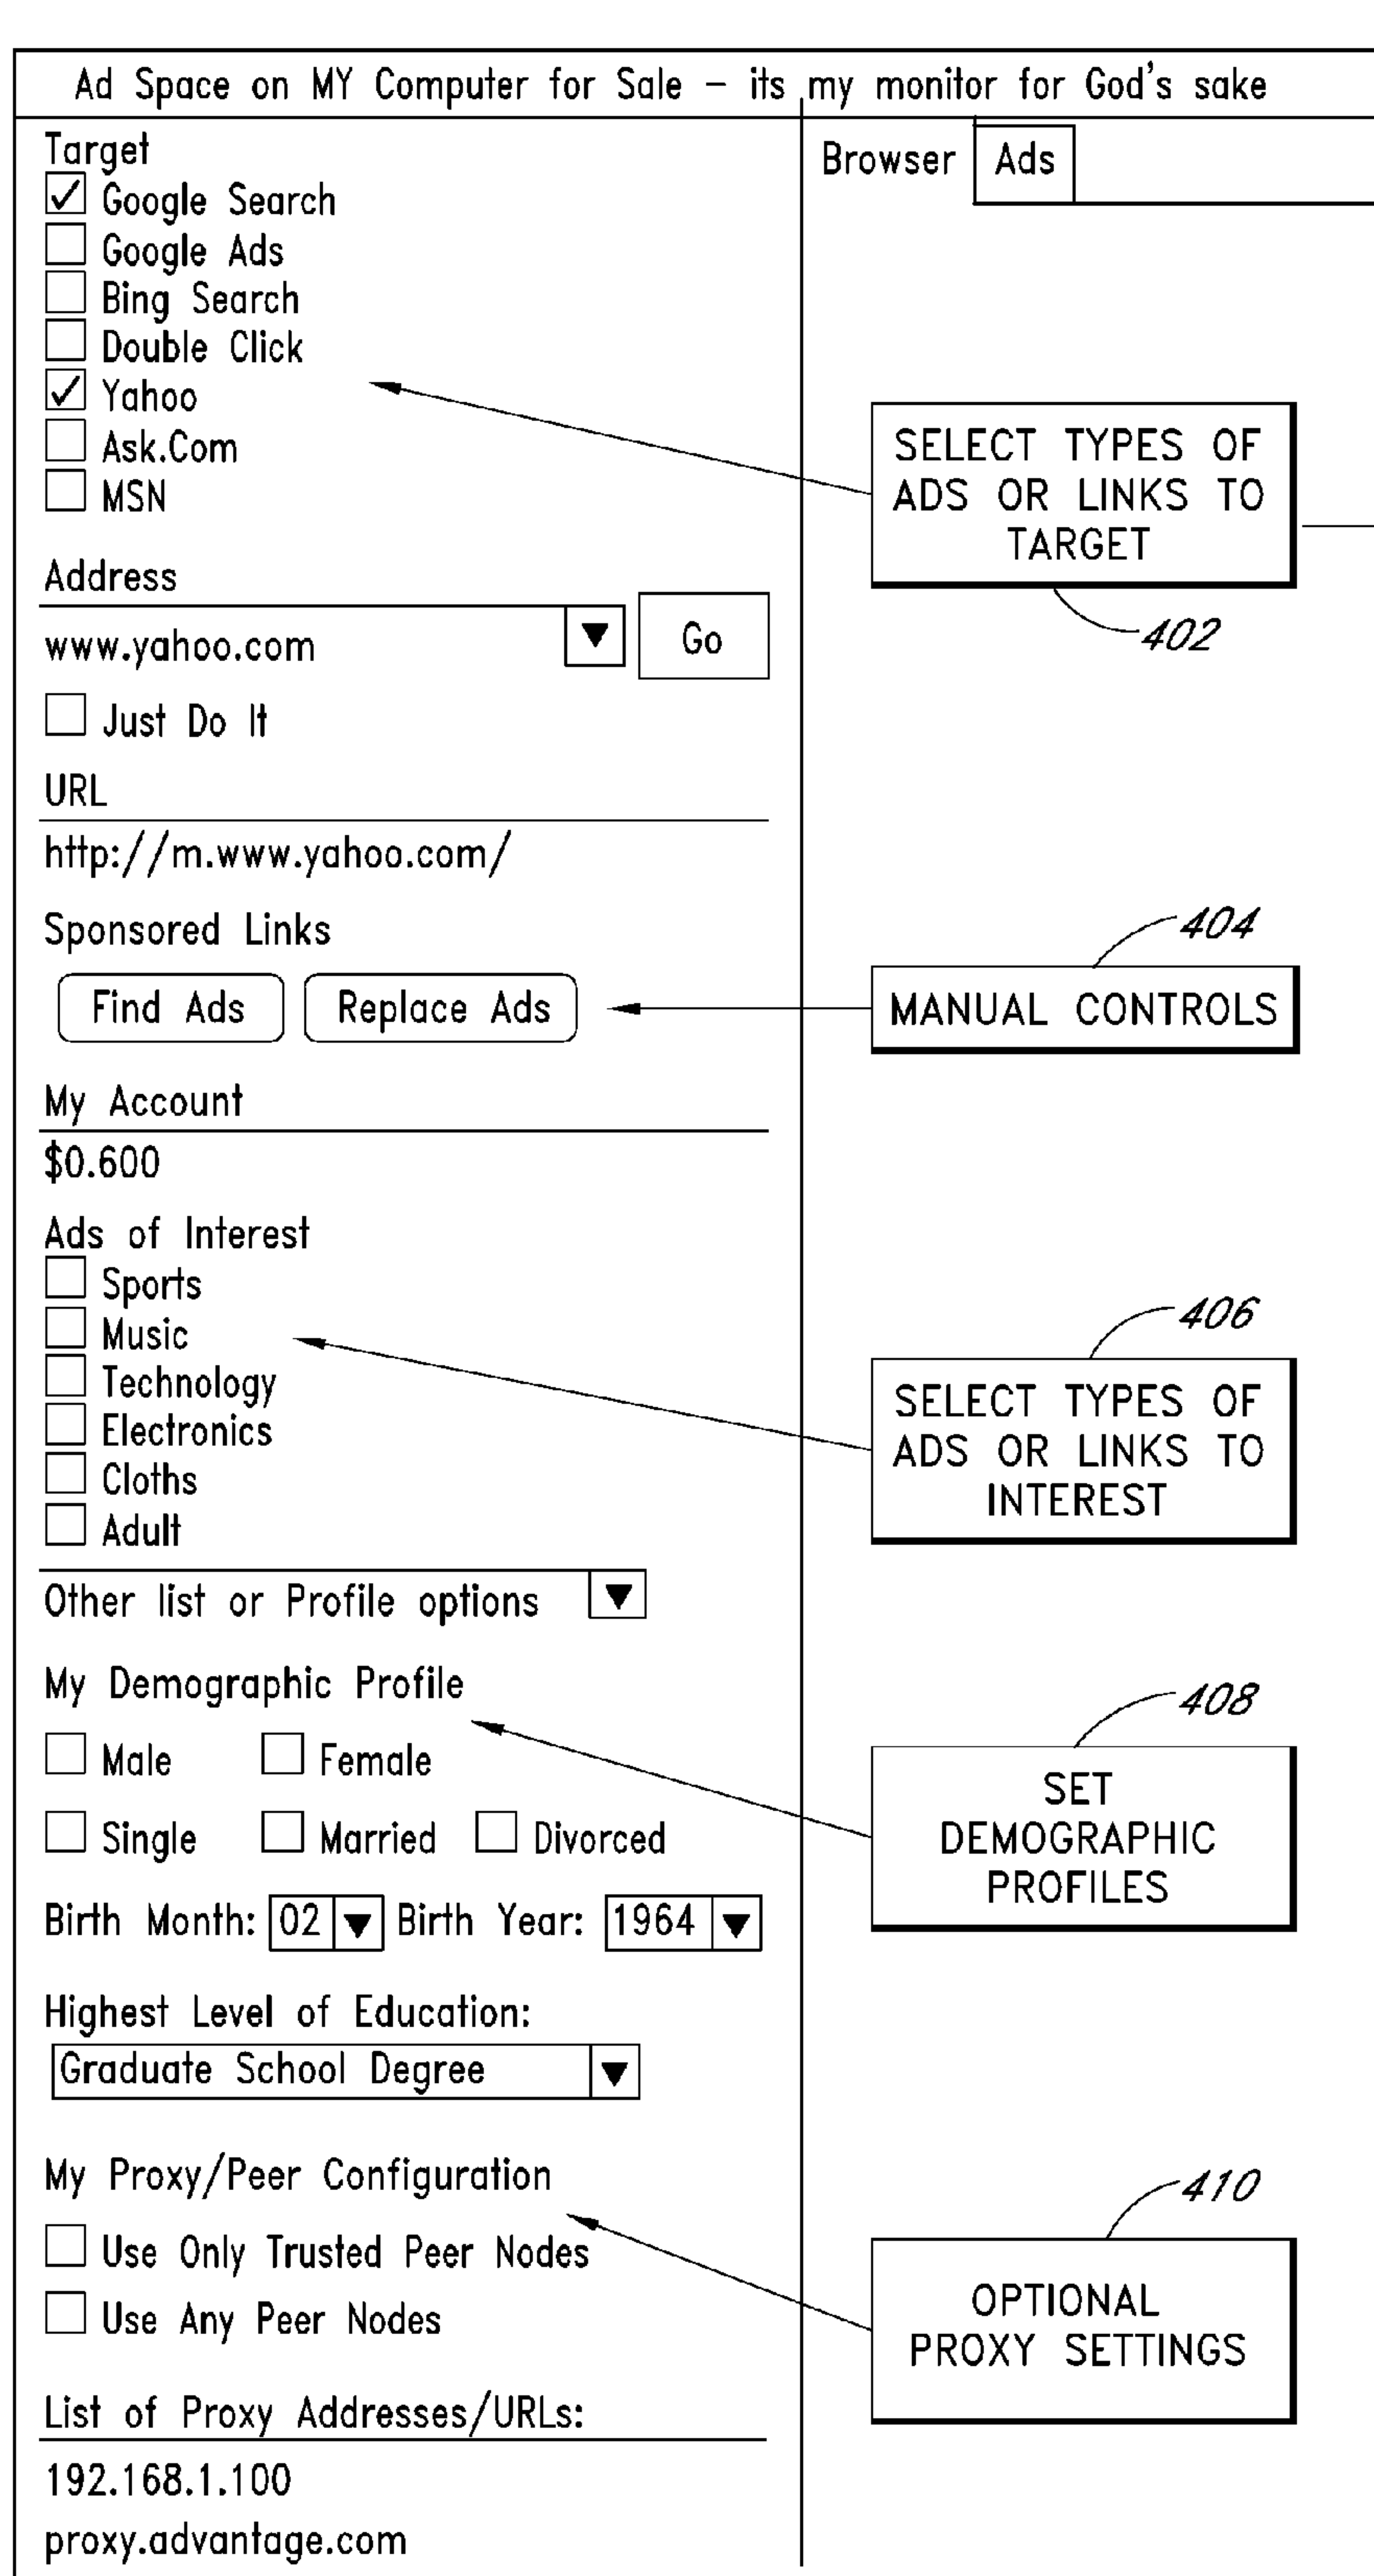 Ad Space on MY Computer for Sale – its my monitor for God's sake
Target
Google Search
Google Ads
Bing Search
Double Click
Yahoo
Ask.Com
MSN
Address
www.yahoo.com
Go
Just Do It
URL
http://m.www.yahoo.com/
Sponsored Links
Find Ads Replace Ads
My Account
$0.600
Ads of Interest
Sports
Music
Technology
Electronics
Cloths
Adult
Other list or Profile options
My Demographic Profile
Male Female
Single Married Divorced
Birth Month: 02 Birth Year: 1964
Highest Level of Education:
Graduate School Degree
My Proxy/Peer Configuration
Use Only Trusted Peer Nodes
Use Any Peer Nodes
List of Proxy Addresses/URLs:
192.168.1.100
proxy.advantage.com
Browser Ads
SELECT TYPES OF
ADS OR LINKS TO
TARGET
402
404
MANUAL CONTROLS
406
SELECT TYPES OF
ADS OR LINKS TO
INTEREST
408
SET
DEMOGRAPHIC
PROFILES
410
OPTIONAL
PROXY SETTINGS